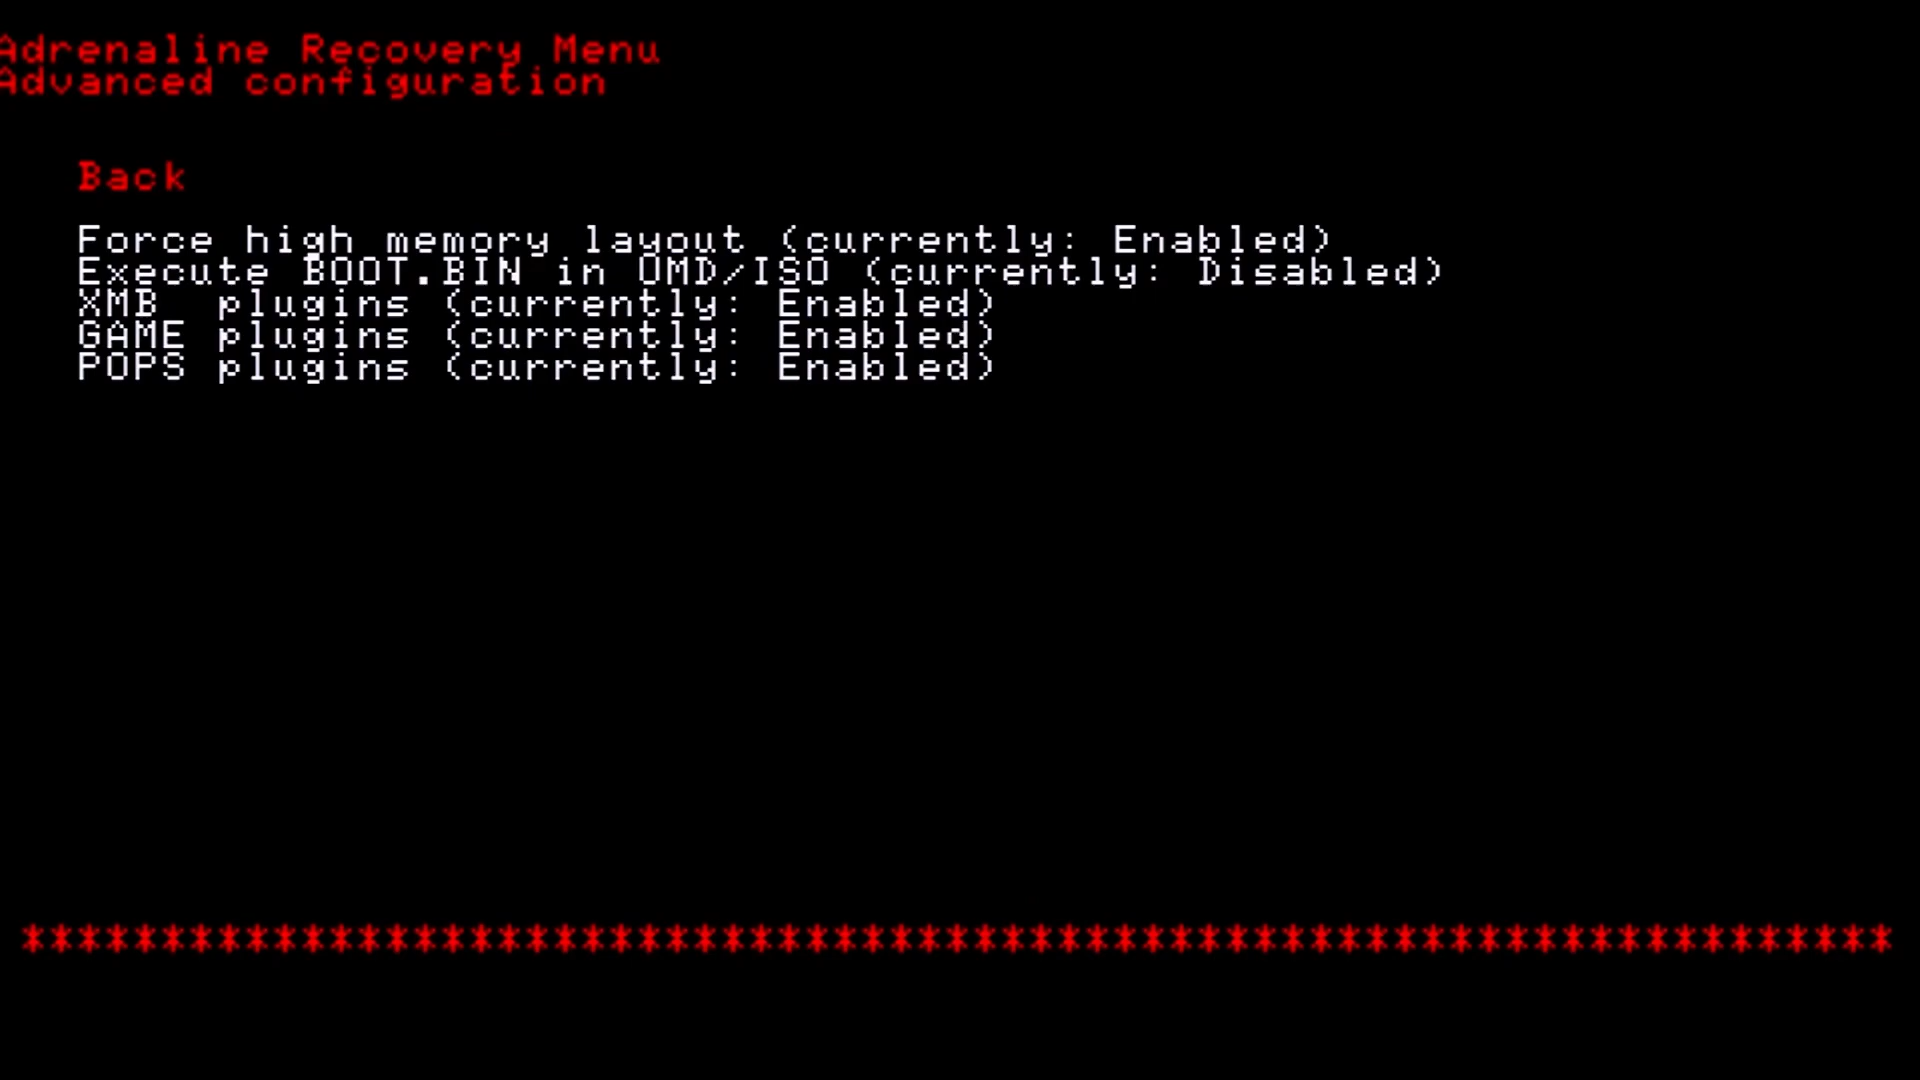 Adrenaline Recovery Menu
Advanced configuration
Back
Force high memory layout (currently: Enabled)
Execute BOOT.BIN in UMD/ISO (currently: Disabled)
XMB  plugins (currently: Enabled)
GAME plugins (currently: Enabled)
POPS plugins (currently: Enabled)
*******************************************************************